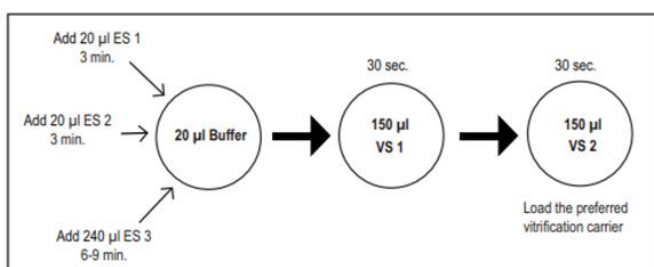 Add 20 µl ES 1
3 min.
Add 20 µl ES 2
3 min.
Add 240 µl ES 3
6-9 min.
20 µl Buffer
30 sec.
150 µl
VS 1
30 sec.
150 µl
VS 2
Load the preferred
vitrification carrier